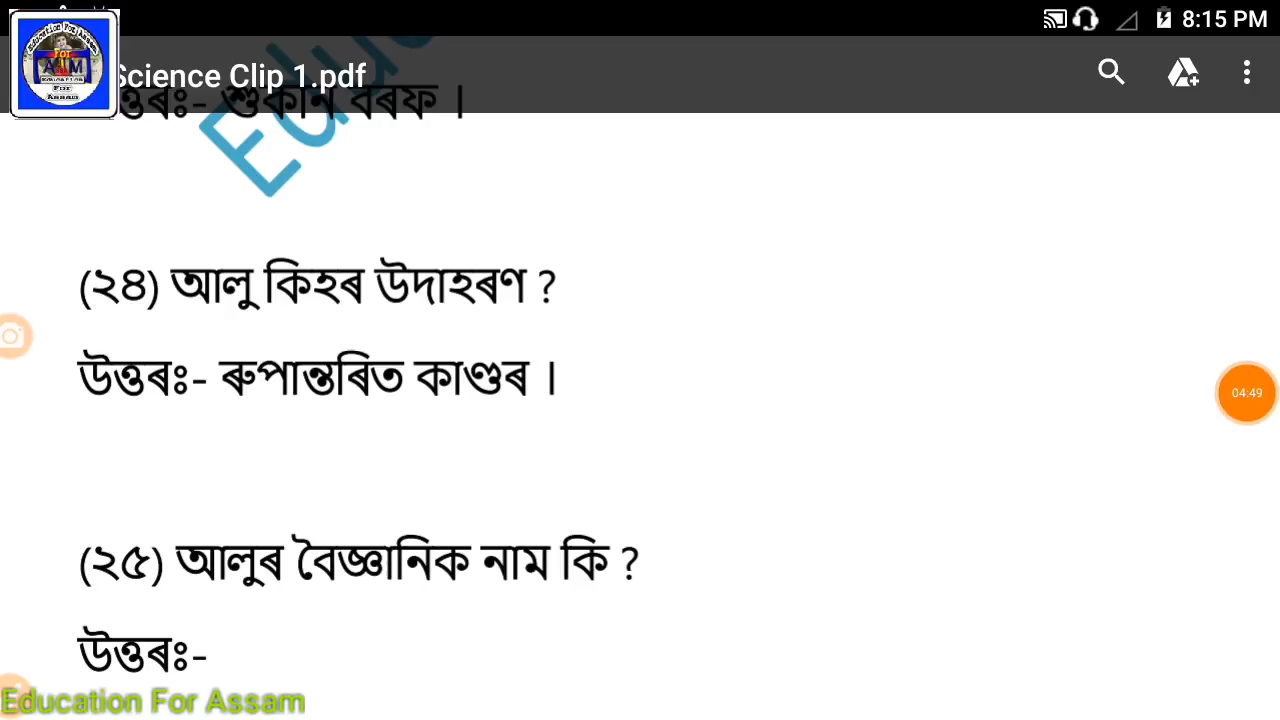 8:15 PM
Science Clip 1.pdf
উত্তৰঃ- শুকান বৰফ ।
(২৪) আলু কিহৰ উদাহৰণ ?
উত্তৰঃ- ৰুপান্তৰিত কাণ্ডৰ ।
04:49
(২৫) আলুৰ বৈজ্ঞানিক নাম কি ?
উত্তৰঃ-
Education For Assam